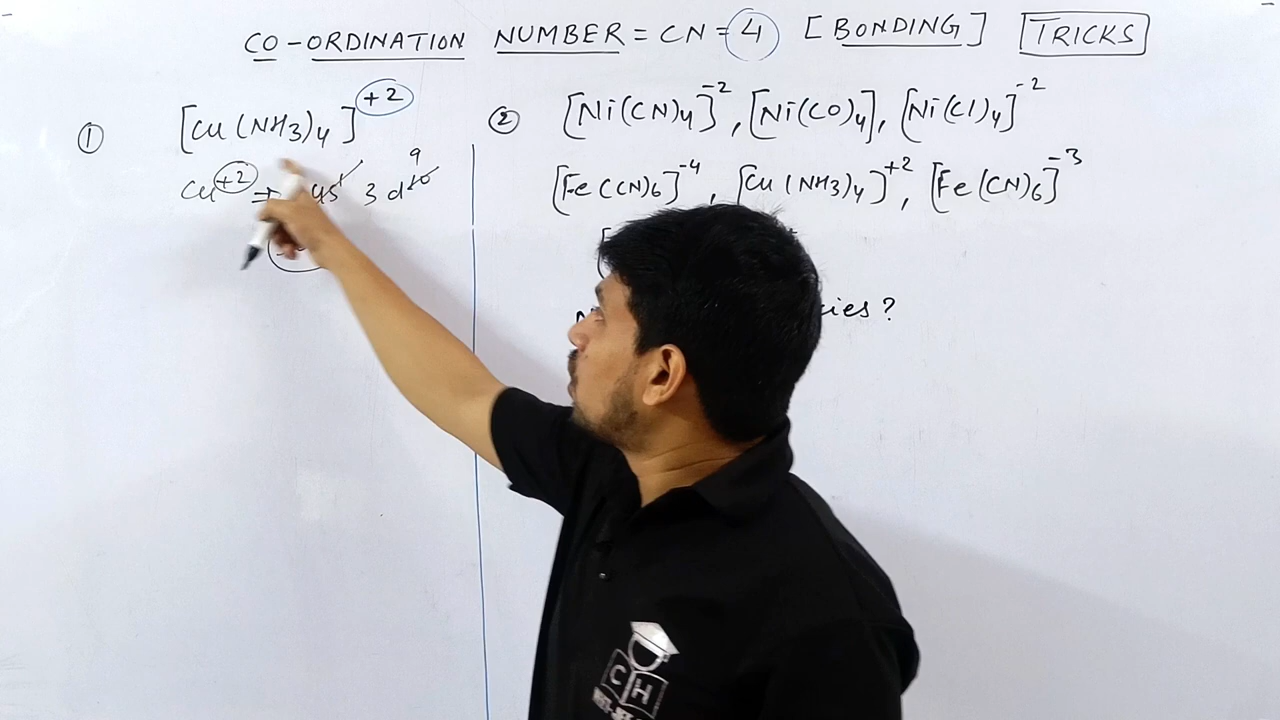 CO-ORDINATION NUMBER = CN = 4 [BONDING] TRICKS
① [Cu(NH3)4]+2
Cu+2 ⇒ 4s1 3d10 9
② [Ni(CN)4]-2, [Ni(CO)4], [Ni(Cl)4]-2
[Fe(CN)6]-4, [Cu(NH3)4]+2, [Fe(CN)6]-3
[
?
C H